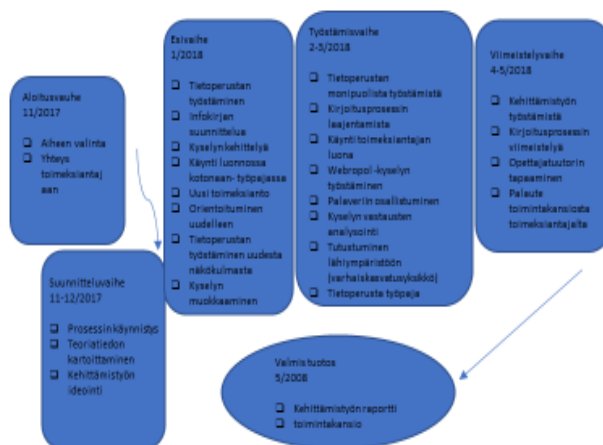 Aloitusvaihe
11/2017
Aiheen valinta
Yhteys
toimeksiantaj
aan
Suunnitteluvaihe
11-12/2017
Prosessin käynnistys
Teoriatiedon
kartoittaminen
Kehittämistyön
ideointi
Esivaihe
1/2018
Tietoperustan
työstäminen
Infokirjan
suunnittelua
Kyselyn kehittelyä
Käynti luonnossa
kotonaan- työpajassa
Uusi toimeksianto
Orientoituminen
uudelleen
Tietoperustan
työstäminen uudesta
näkökulmasta
Kyselyn
muokkaaminen
Työstämisvaihe
2-3/2018
Tietoperustan
monipuolista työstämistä
Kirjoitusprosessin
laajentamista
Käynti toimeksiantajan
luona
Webropol -kyselyn
työstäminen
Palaveriin osallistuminen
Kyselyn vastausten
analysointi
Tutustuminen
lähiympäristöön
(varhaiskasvatusyksikkö)
Tietoperusta työpaja
Viimeistelyvaihe
4-5/2018
Kehittämistyön
työstämistä
Kirjoitusprosessin
viimeistelyä
Opettajatuutorin
tapaaminen
Palaute
toimintakansiosta
toimeksiantajalta
Valmis tuotos
5/2008
Kehittämistyön raportti
toimintakansio